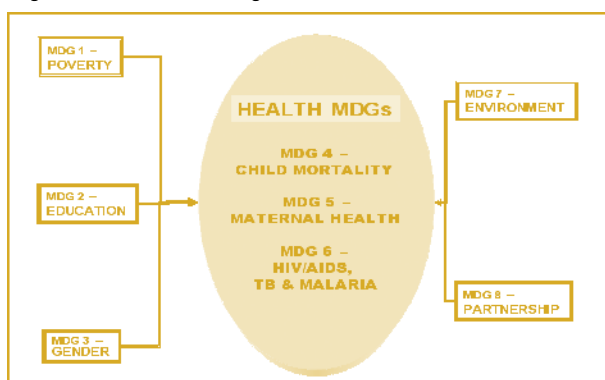 MDG 1 –
POVERTY
MDG 2 –
EDUCATION
MDG 3 –
GENDER
HEALTH MDGs
MDG 4 –
CHILD MORTALITY
MDG 5 –
MATERNAL HEALTH
MDG 6 –
HIV/AIDS,
TB & MALARIA
MDG 7 –
ENVIRONMENT
MDG 8 –
PARTNERSHIP